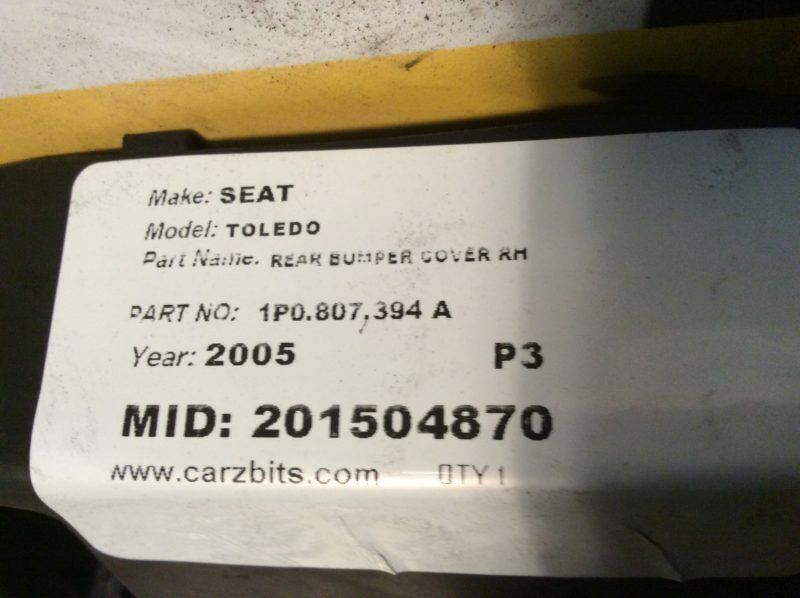 Make: SEAT
Model: TOLEDO
Part Name: REAR BUMPER COVER RH
PART NO: 1P0.807.394 A
Year: 2005 P3
MID: 201504870
www.carzbits.com QTY 1